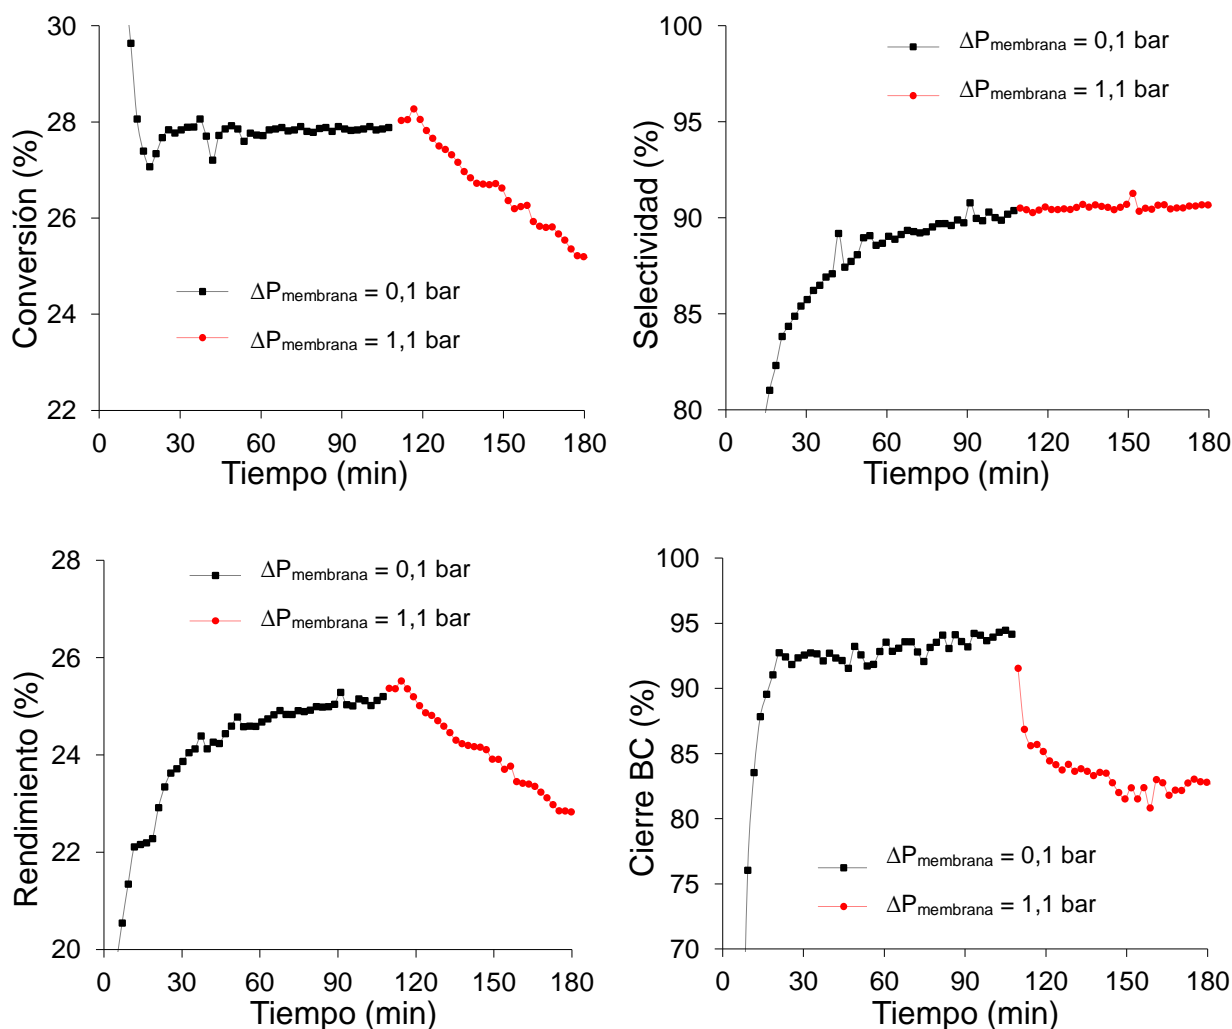 30
28
26
24
22
Conversión (%)
ΔPmembrana = 0,1 bar
ΔPmembrana = 1,1 bar
0 30 60 90 120 150 180
Tiempo (min)
100
95
90
85
80
Selectividad (%)
ΔPmembrana = 0,1 bar
ΔPmembrana = 1,1 bar
0 30 60 90 120 150 180
Tiempo (min)
28
26
24
22
20
Rendimiento (%)
ΔPmembrana = 0,1 bar
ΔPmembrana = 1,1 bar
0 30 60 90 120 150 180
Tiempo (min)
100
95
90
85
80
75
70
Cierre BC (%)
ΔPmembrana = 0,1 bar
ΔPmembrana = 1,1 bar
0 30 60 90 120 150 180
Tiempo (min)